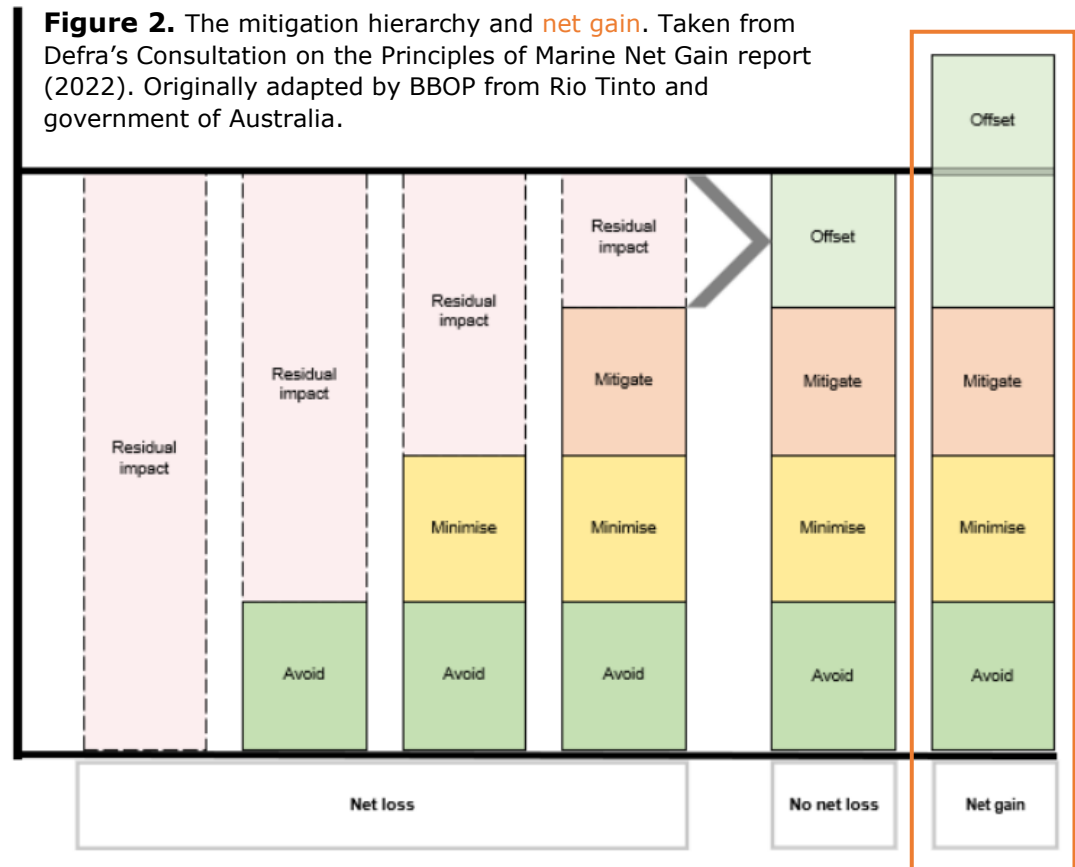 Figure 2. The mitigation hierarchy and net gain. Taken from
Defra's Consultation on the Principles of Marine Net Gain report
(2022). Originally adapted by BBOP from Rio Tinto and
government of Australia.
Residual
impact
Residual
impact
Avoid
Residual
impact
Minimise
Avoid
Residual
impact
Mitigate
Minimise
Avoid
Offset
Mitigate
Minimise
Avoid
Offset
Mitigate
Minimise
Avoid
Net loss
No net loss
Net gain